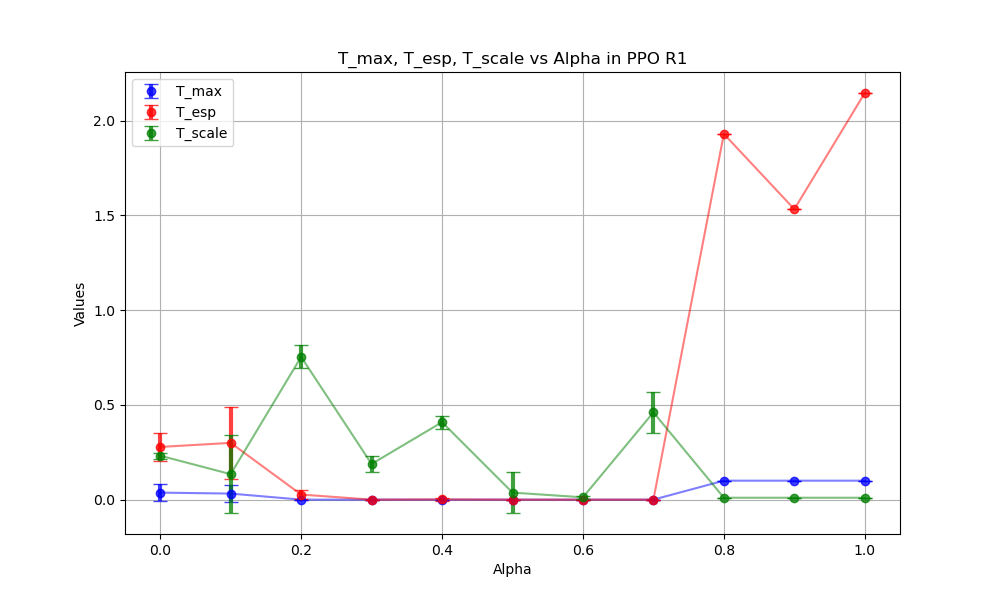 T_max, T_esp, T_scale vs Alpha in PPO R1
T_max
T_esp
T_scale
2.0
1.5
1.0
0.5
0.0
Values
0.0 0.2 0.4 0.6 0.8 1.0
Alpha